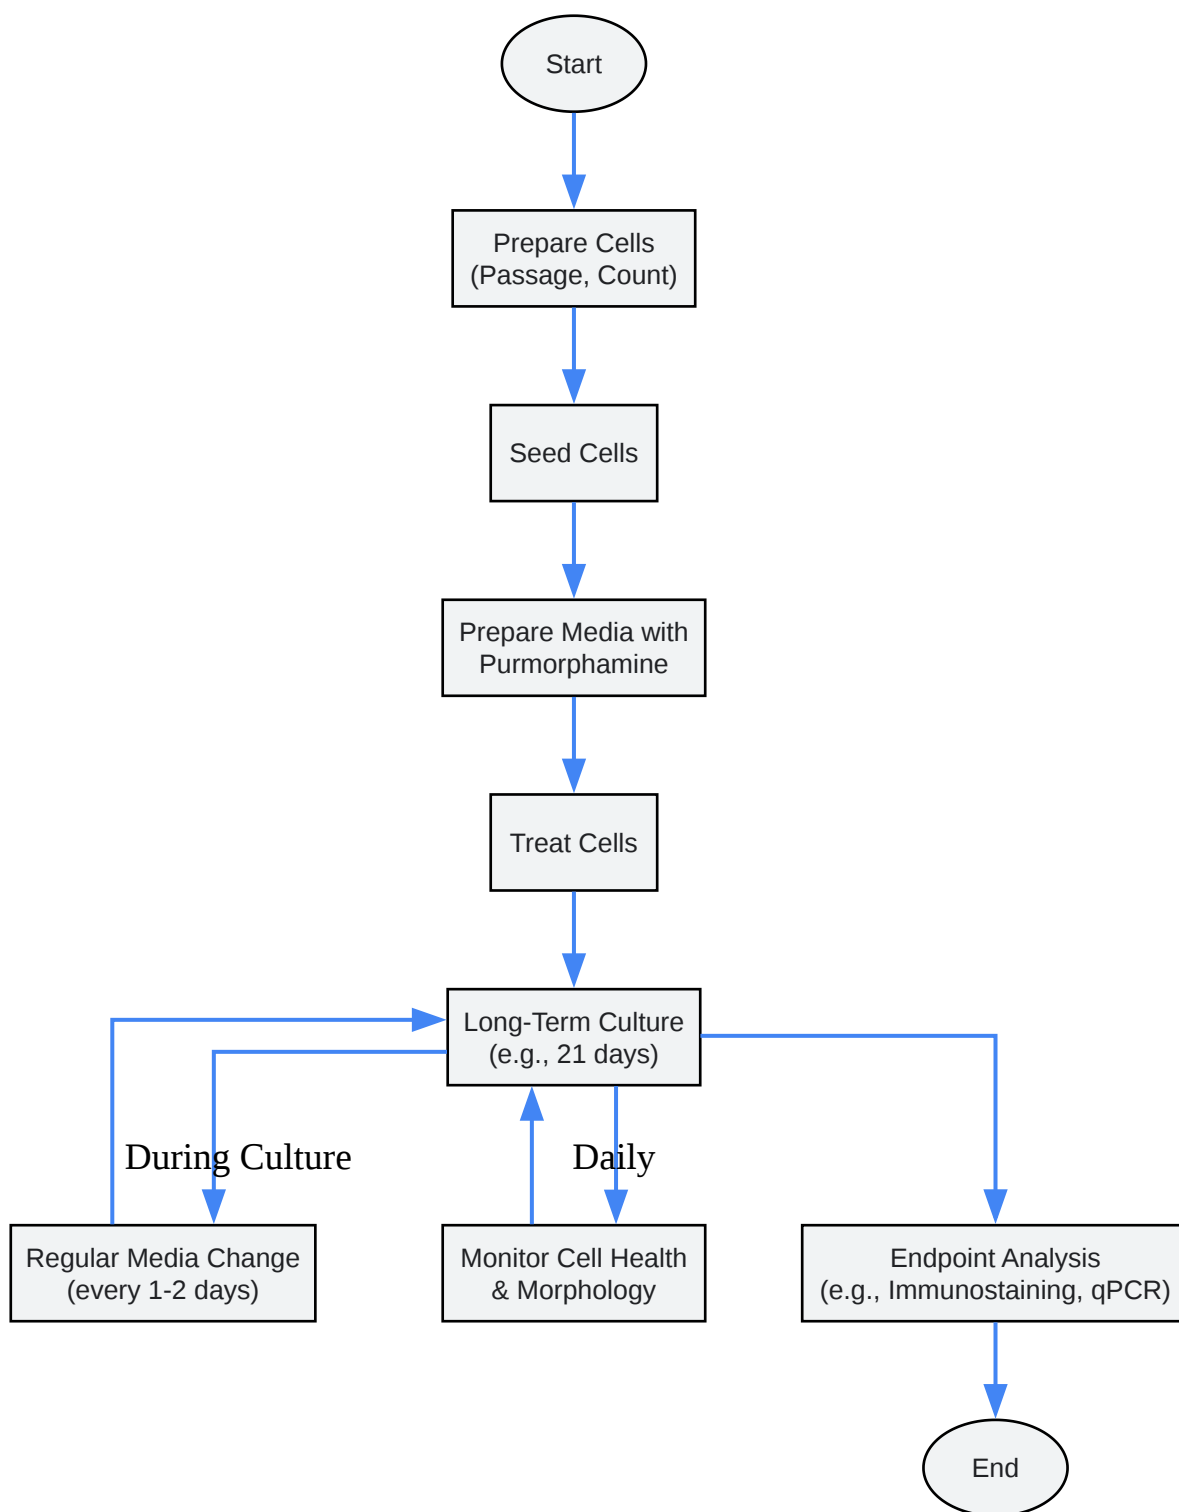 Start
Prepare Cells
(Passage, Count)
Seed Cells
Prepare Media with
Purmorphamine
Treat Cells
Long-Term Culture
(e.g., 21 days)
During Culture
Daily
Regular Media Change
(every 1-2 days)
Monitor Cell Health
& Morphology
Endpoint Analysis
(e.g., Immunostaining, qPCR)
End